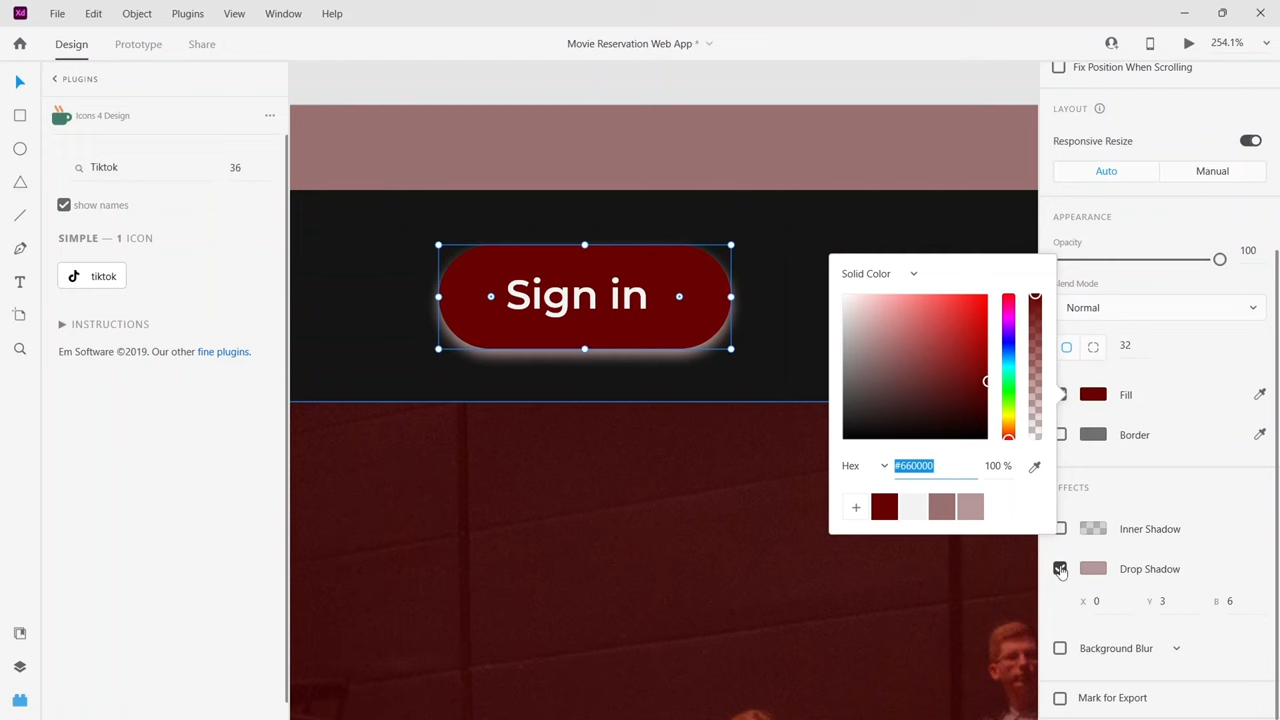 Xd File Edit Object Plugins View Window Help
Design Prototype Share Movie Reservation Web App * 254.1%
PLUGINS
Fix Position When Scrolling
Icons 4 Design
LAYOUT
Responsive Resize
Tiktok 36
Auto Manual
show names
APPEARANCE
SIMPLE — 1 ICON
Opacity
100
tiktok
Solid Color
Sign in
Blend Mode
Normal
INSTRUCTIONS
32
Em Software ©2019. Our other fine plugins.
Fill
Border
Hex #660000 100 %
EFFECTS
Inner Shadow
Drop Shadow
X 0 Y 3 B 6
Background Blur
Mark for Export